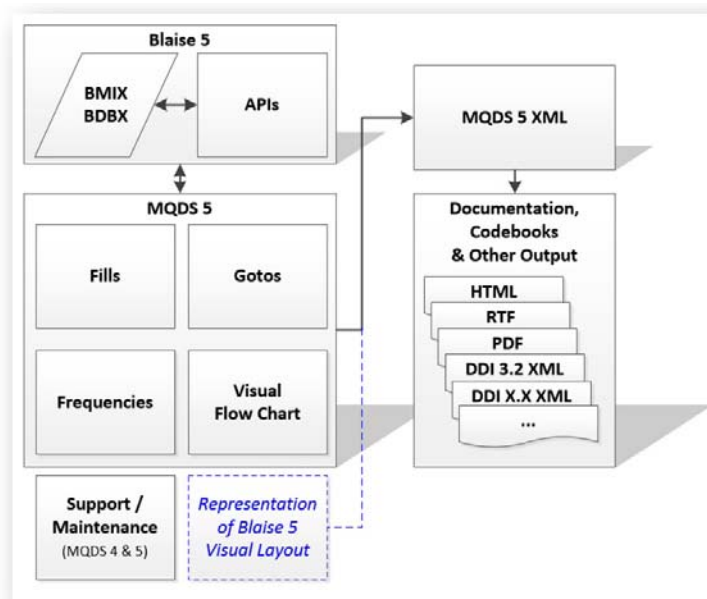 Blaise 5
BMIX
BDBX
APIs
MQDS 5
Fills
Gotos
Frequencies
Visual
Flow Chart
Support /
Maintenance
(MQDS 4 & 5)
Representation
of Blaise 5
Visual Layout
MQDS 5 XML
Documentation,
Codebooks
& Other Output
HTML
RTF
PDF
DDI 3.2 XML
DDI X.X XML
...